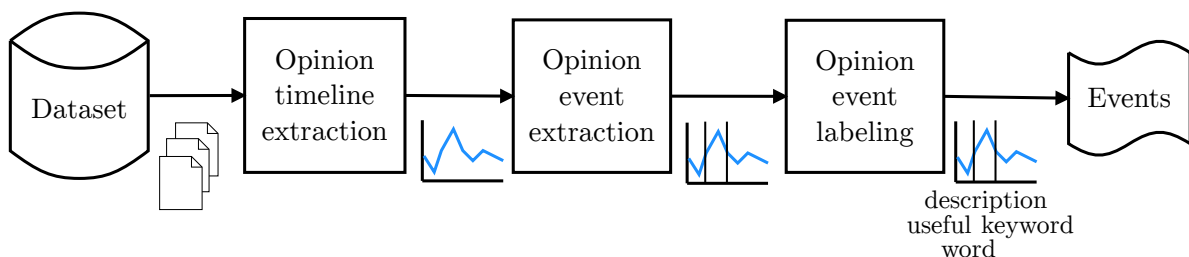 Dataset
Opinion
timeline
extraction
Opinion
event
extraction
Opinion
event
labeling
Events
description
useful keyword
word